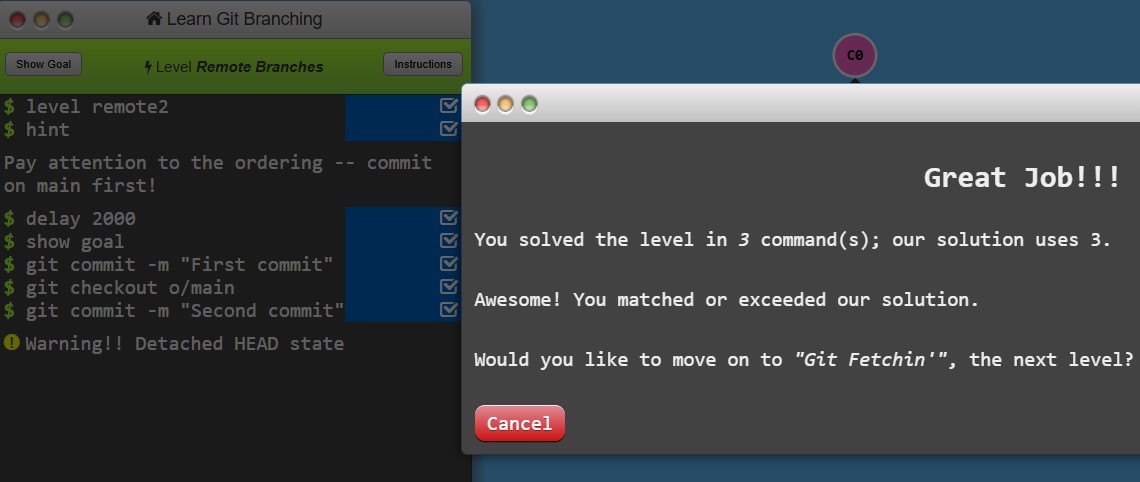 Learn Git Branching
Show Goal
Level Remote Branches
Instructions
$ level remote2
$ hint
Pay attention to the ordering -- commit
on main first!
$ delay 2000
$ show goal
$ git commit -m "First commit"
$ git checkout o/main
$ git commit -m "Second commit"
Warning!! Detached HEAD state
C0
Great Job!!!
You solved the level in 3 command(s); our solution uses 3.
Awesome! You matched or exceeded our solution.
Would you like to move on to "Git Fetchin'", the next level?
Cancel